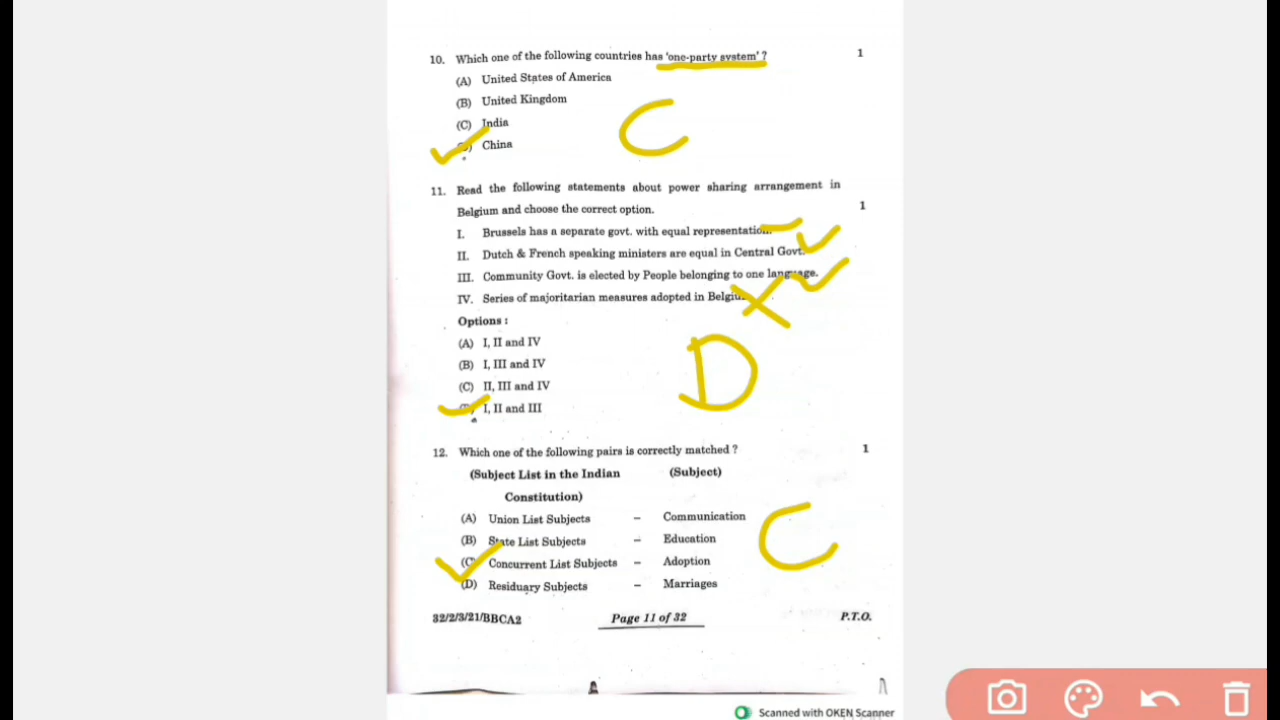 10. Which one of the following countries has 'one-party system' ? 1
(A) United States of America
(B) United Kingdom
(C) India
China
C
11. Read the following statements about power sharing arrangement in
Belgium and choose the correct option. 1
I. Brussels has a separate govt. with equal representation.
II. Dutch & French speaking ministers are equal in Central Govt.
III. Community Govt. is elected by People belonging to one language.
IV. Series of majoritarian measures adopted in
Options :
(A) I, II and IV
(B) I, III and IV
(C) II, III and IV
I, II and III
D
12. Which one of the following pairs is correctly matched ? 1
(Subject List in the Indian (Subject)
Constitution)
(A) Union List Subjects – Communication
(B) State List Subjects – Education
(C) Concurrent List Subjects – Adoption
(D) Residuary Subjects – Marriages
C
32/2/3/21/BBCA2 Page 11 of 32 P.T.O.
Scanned with OKEN Scanner